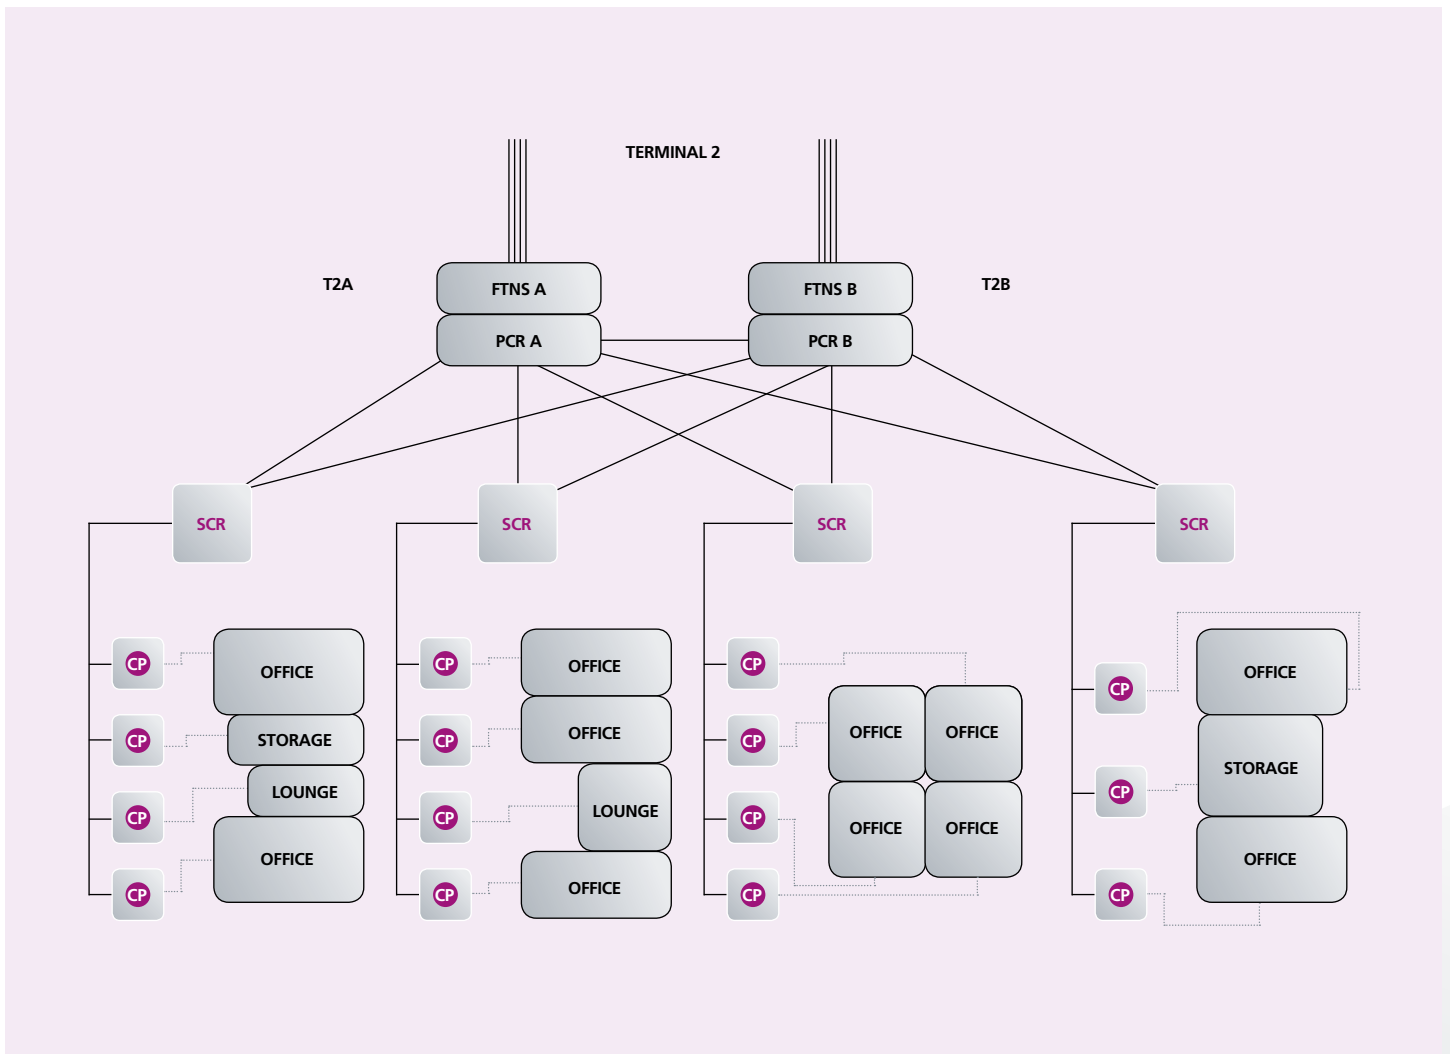 TERMINAL 2
T2A
FTNS A
FTNS B
T2B
PCR A
PCR B
SCR
SCR
SCR
SCR
CP
OFFICE
CP
STORAGE
CP
LOUNGE
CP
OFFICE
CP
OFFICE
CP
OFFICE
CP
LOUNGE
CP
OFFICE
CP
CP
OFFICE
OFFICE
CP
OFFICE
OFFICE
CP
CP
OFFICE
CP
STORAGE
CP
OFFICE